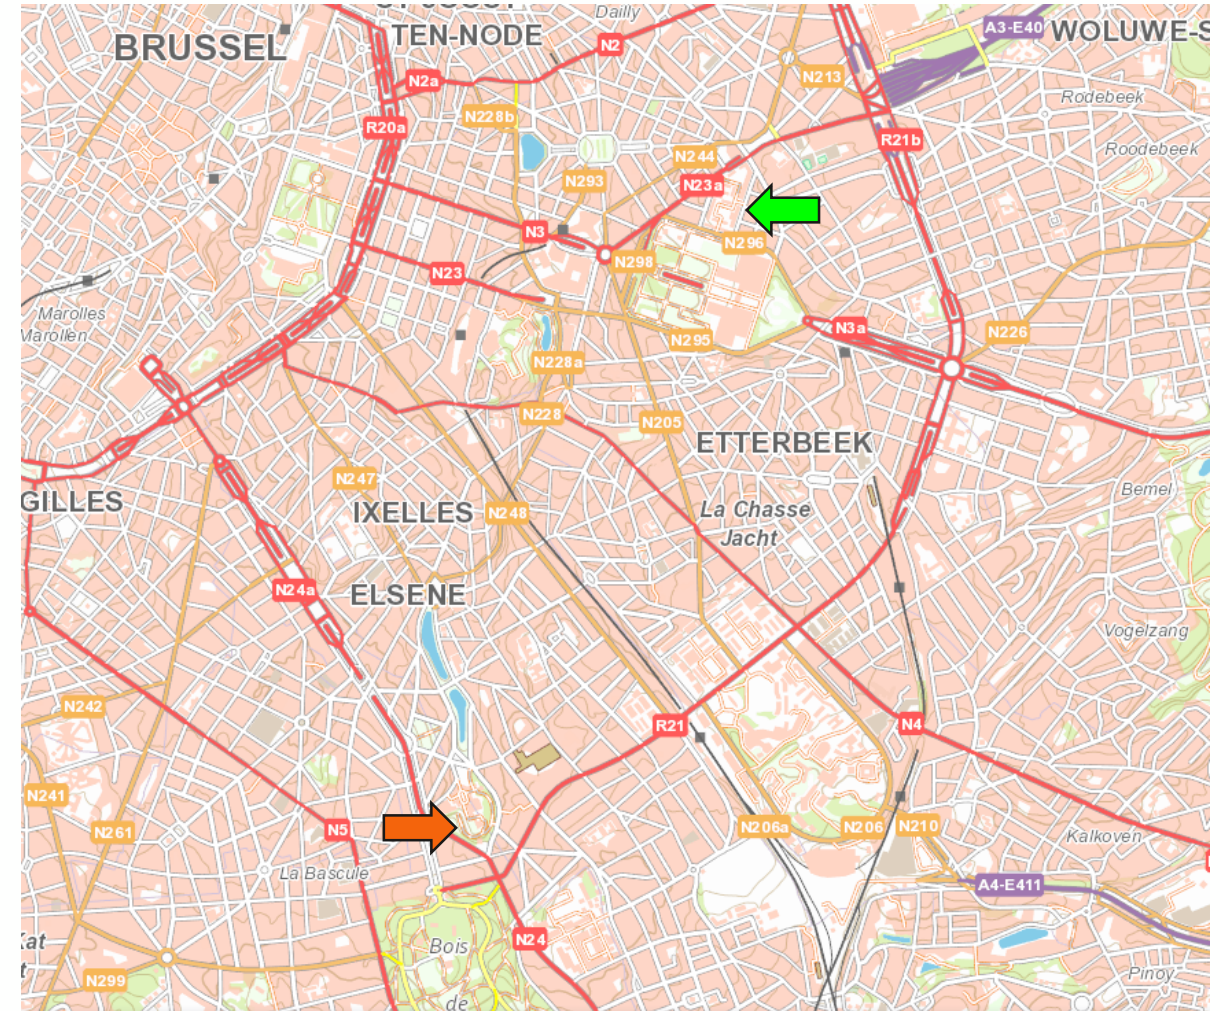 Dailly
TEN-NODE
BRUSSEL
N2
A3-E40
WOLUWE-S
N213
N2a
Rodebeek
N228b
R20a
R21b
Roodebeek
N244
N293
N23a
N3
N296
N298
N23
Marolles
Marollen
N3a
N226
N295
N228a
N228
N205
ETTERBEEK
N247
Bemel
GILLES
IXELLES
N248
La Chasse
Jacht
N24a
ELSENE
Vogelzang
N242
R21
N4
N241
N261
N5
N206a
N206
N210
Kalkoven
La Bascule
A4-E411
Bois
N24
N299
Pinoy
de